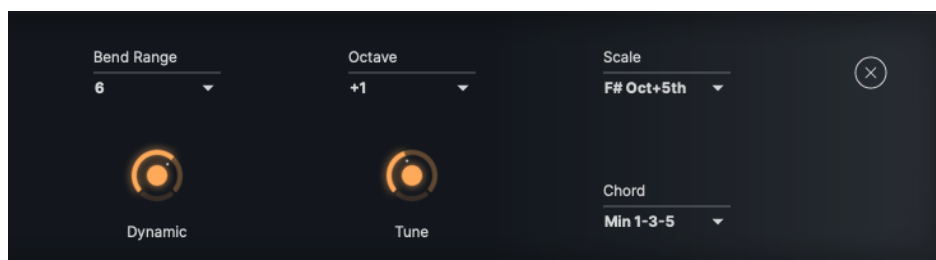 Bend Range
6
Octave
+1
Scale
F# Oct+5th
Dynamic
Tune
Chord
Min 1-3-5